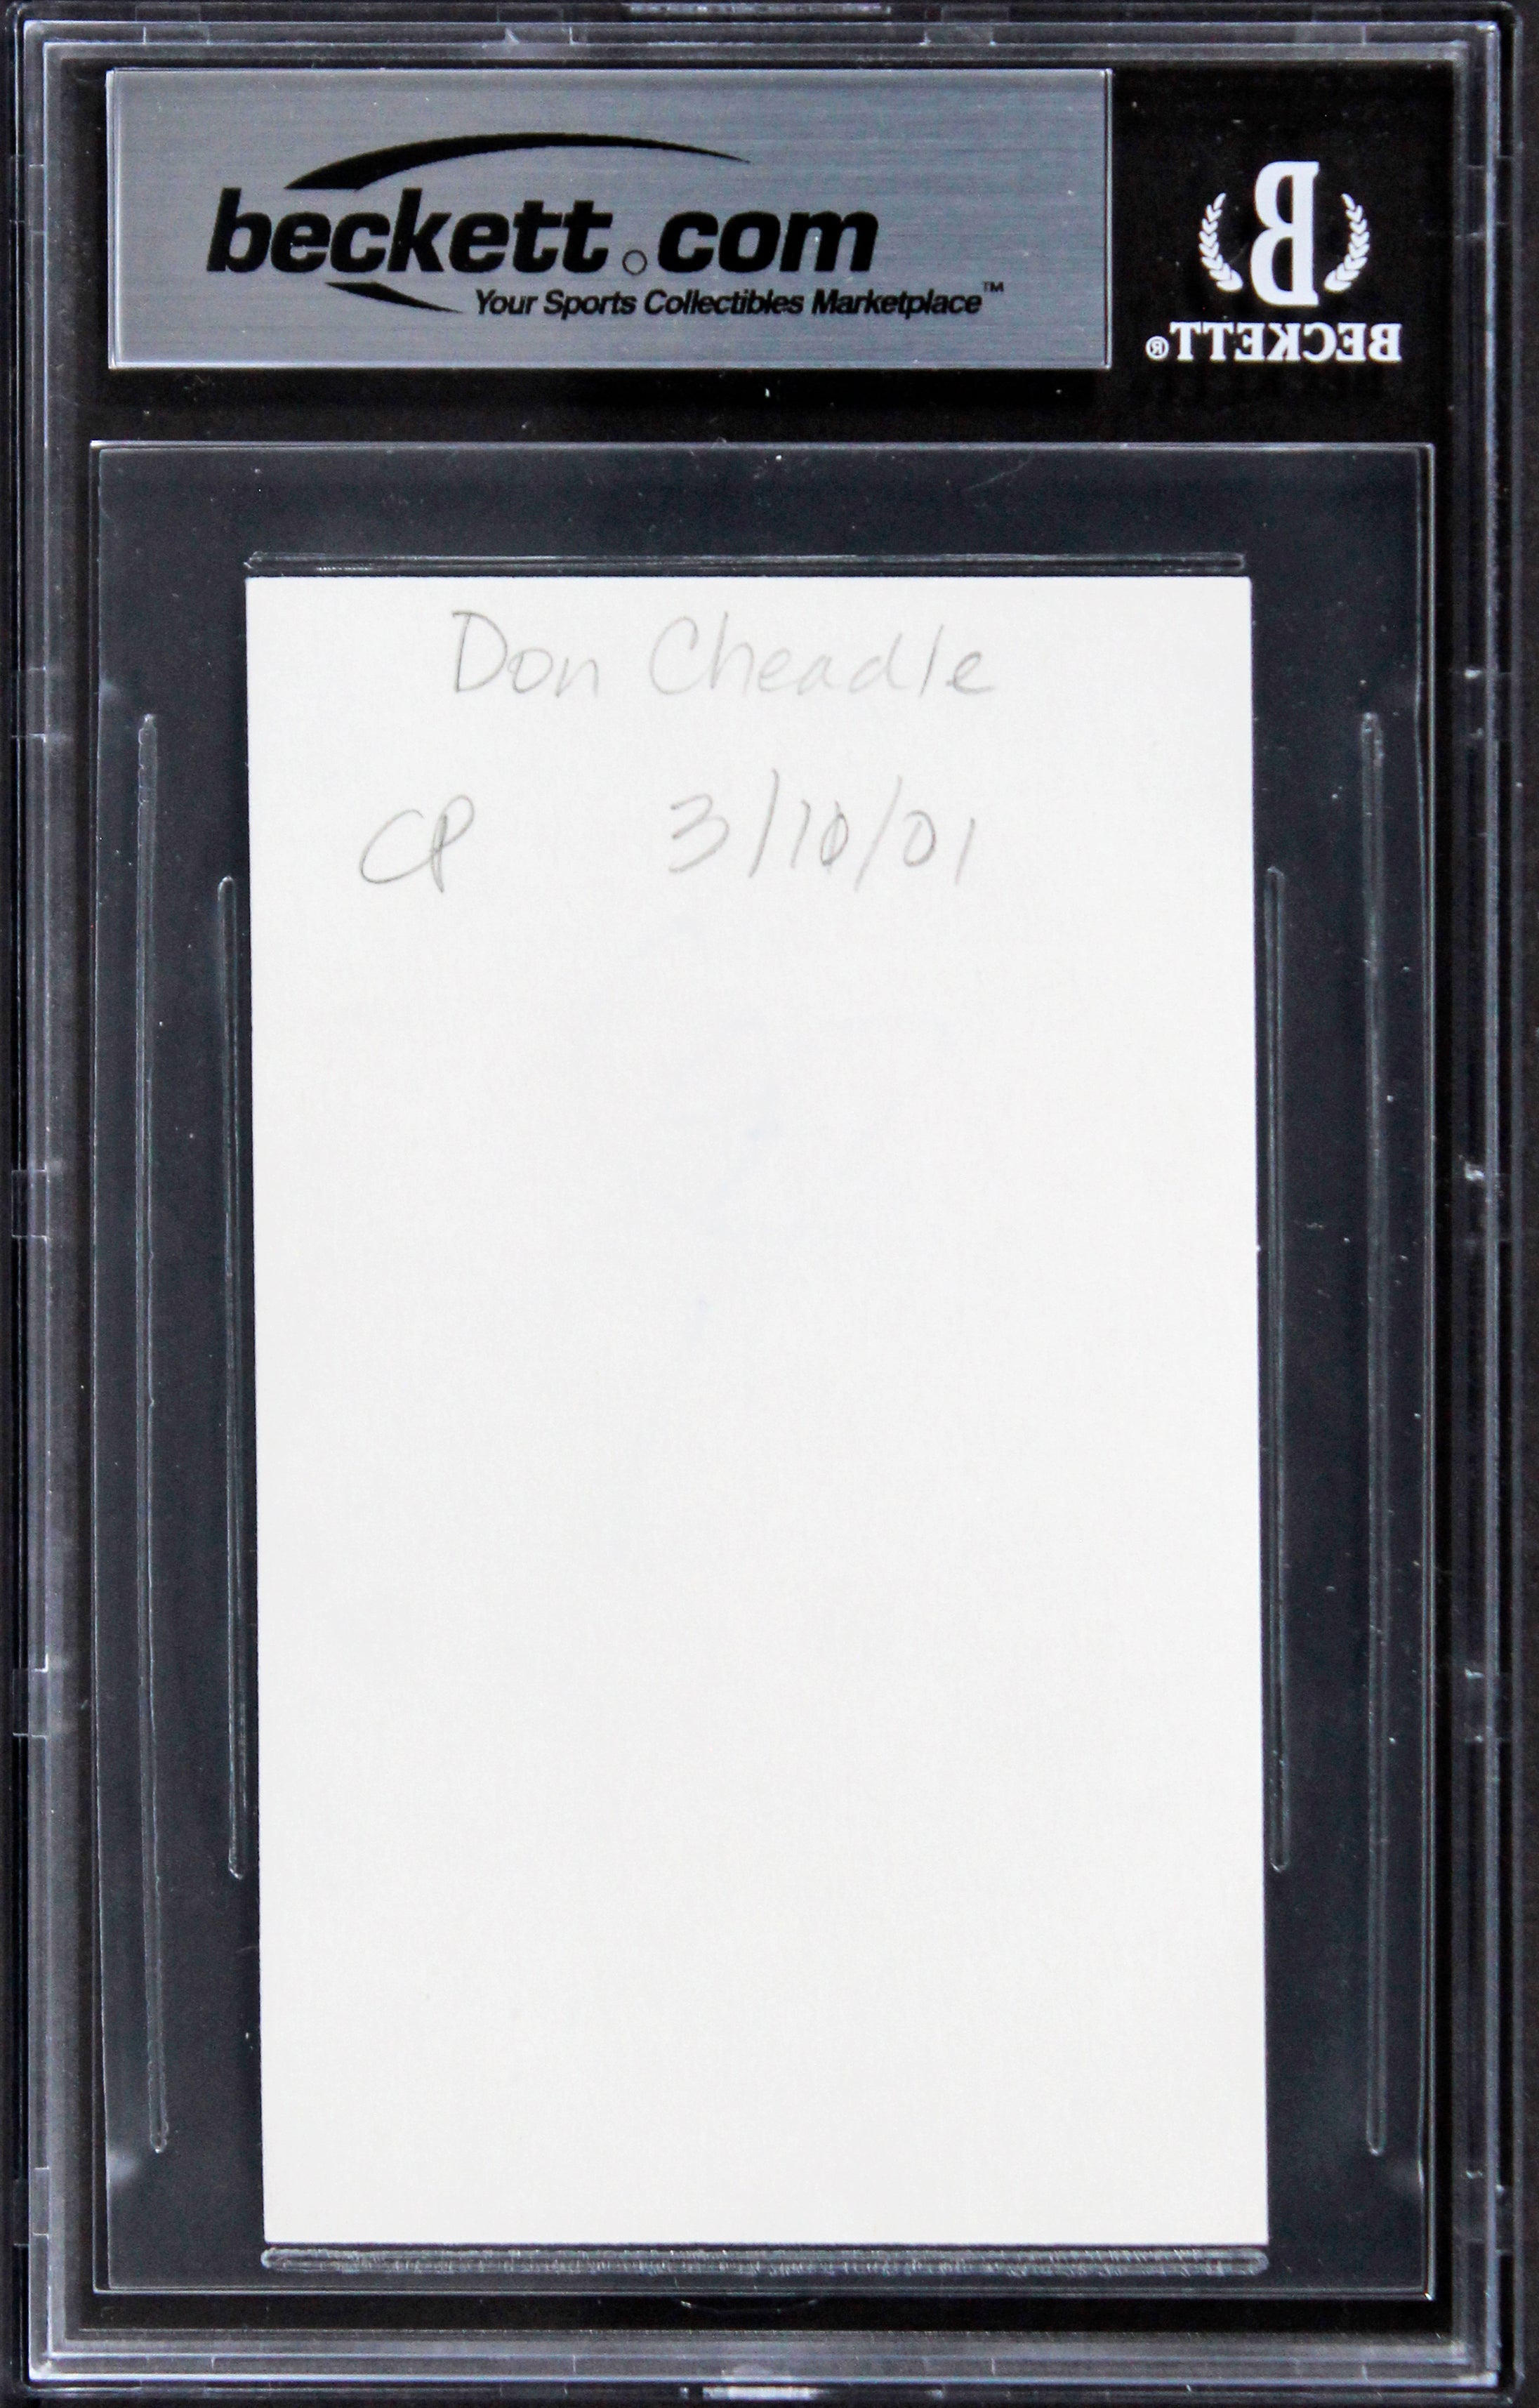 beckett.com
Your Sports Collectibles Marketplace™
B
BECKETT®
Don Cheadle
CP 3/10/01